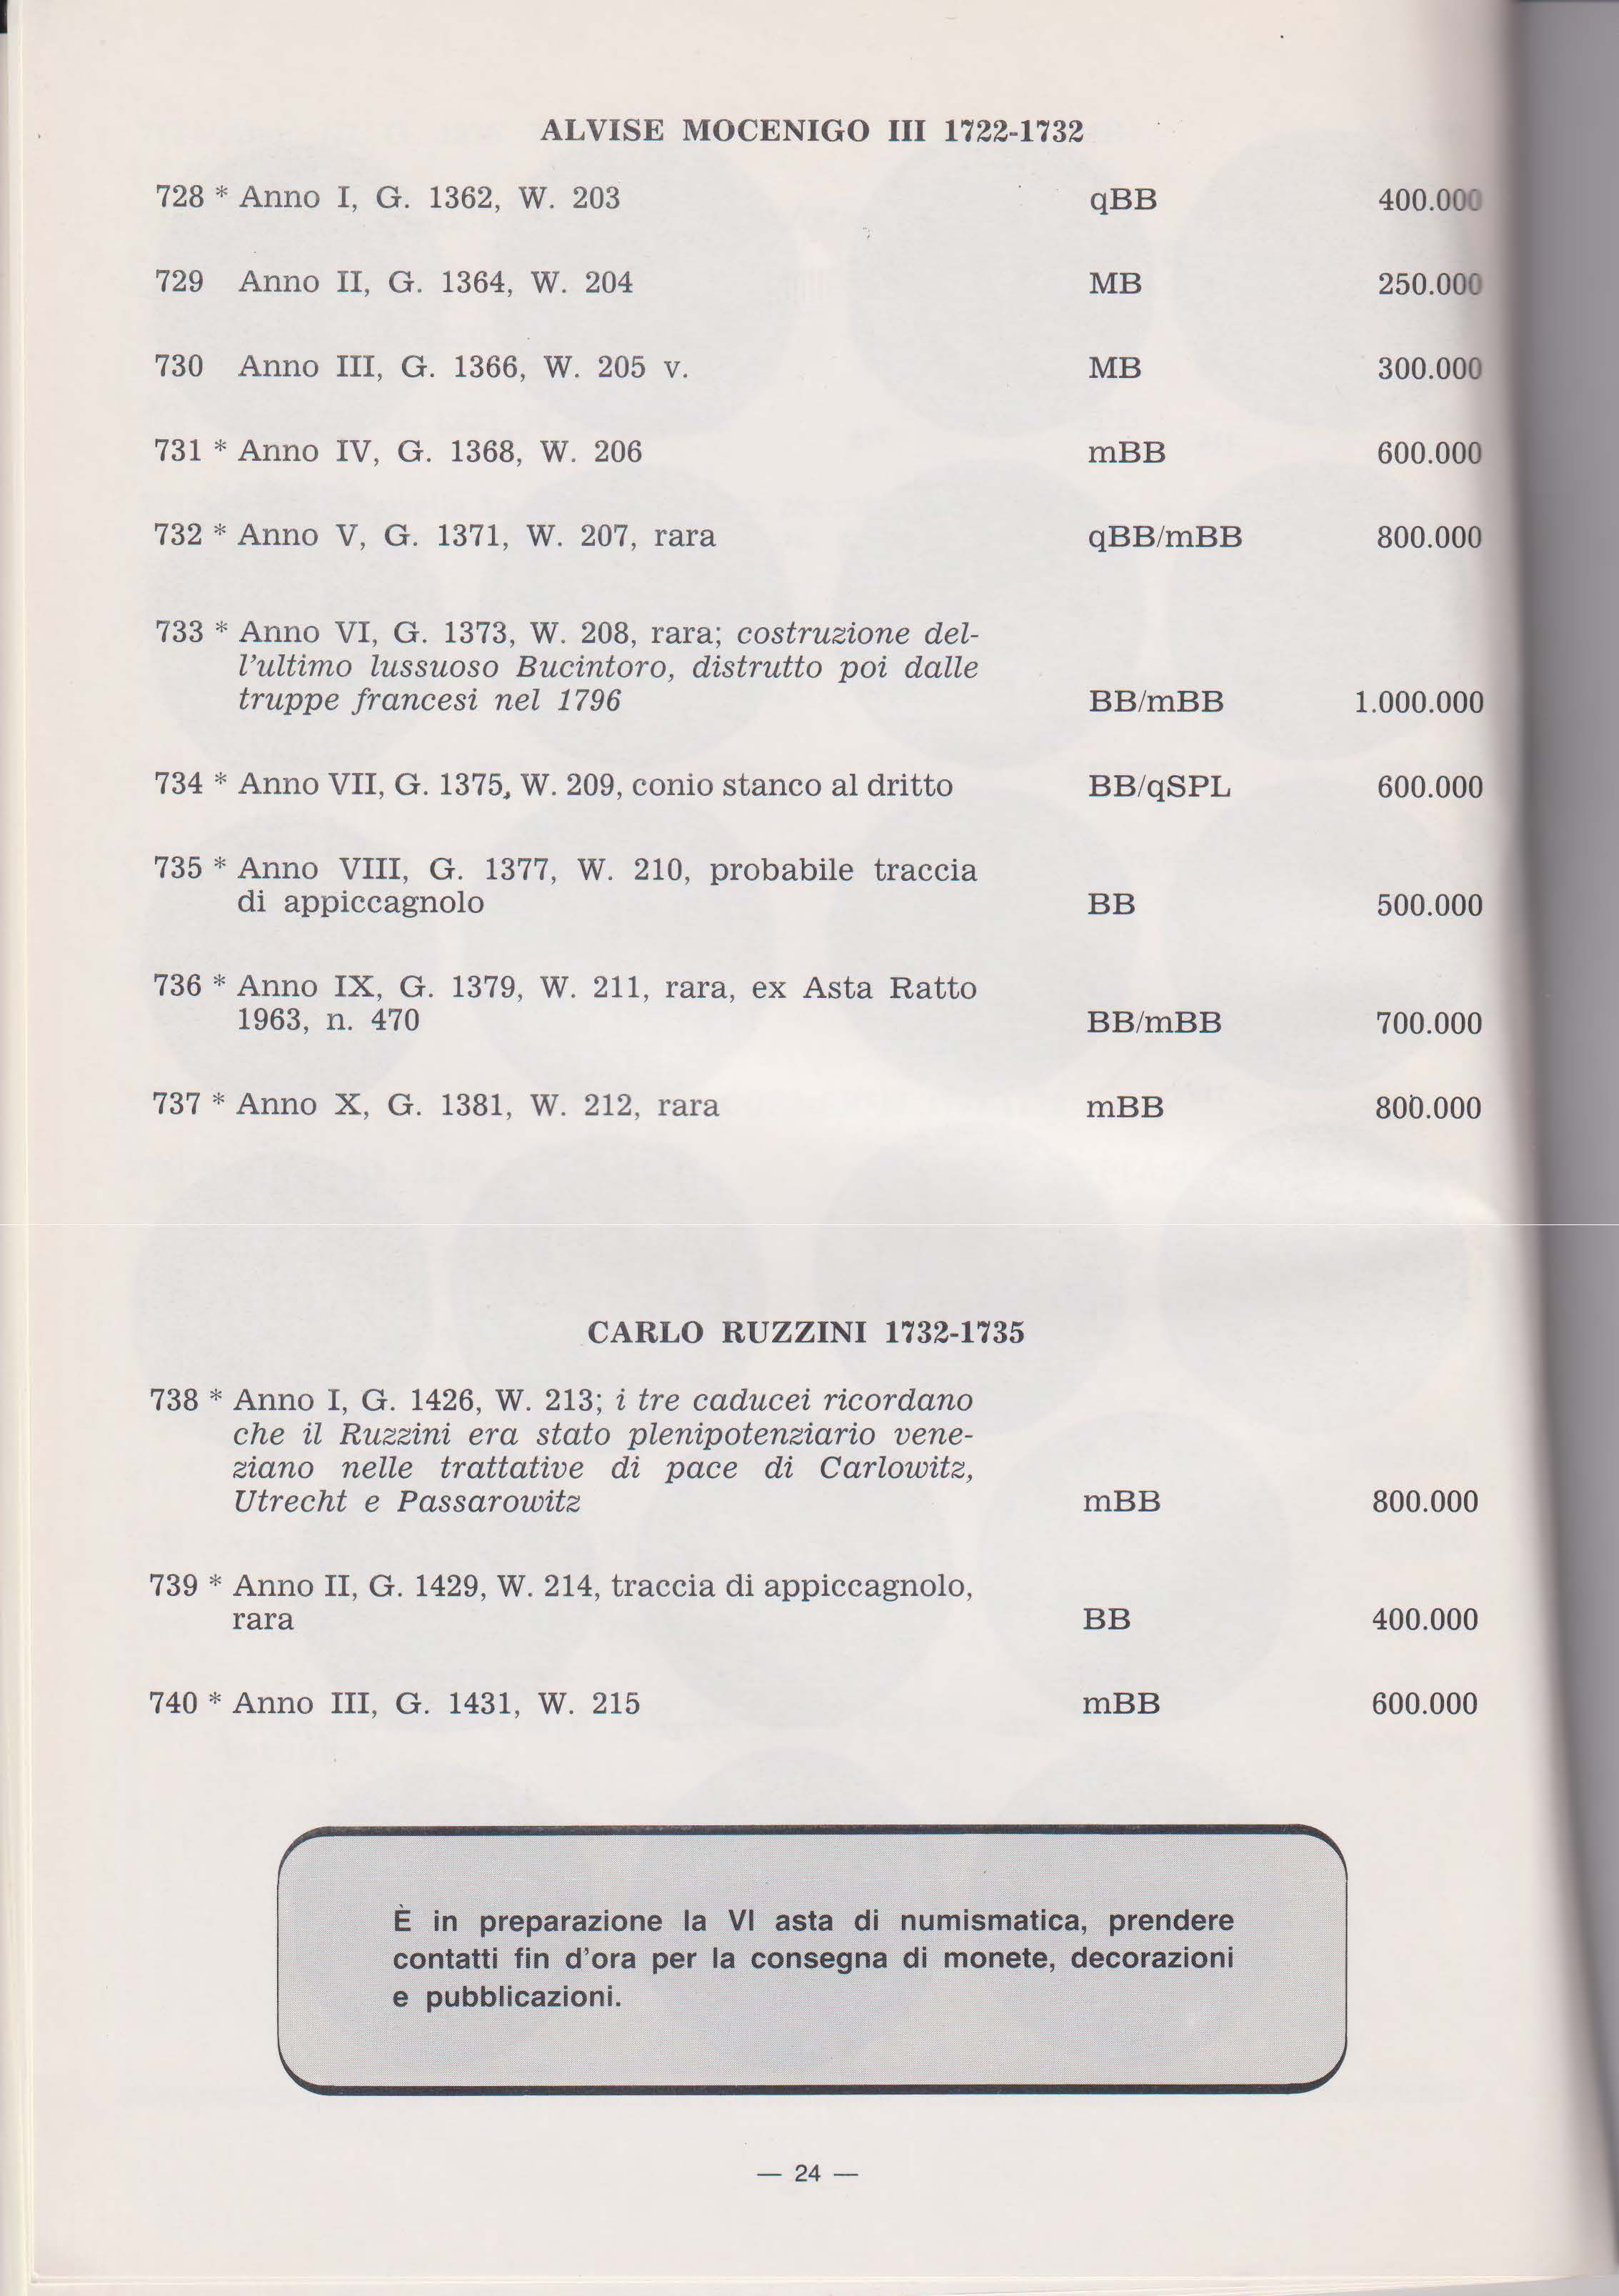 ALVISE MOCENIGO III 1722-1732
728 * Anno I, G. 1362, W. 203 qBB 400.000
729 Anno II, G. 1364, W. 204 MB 250.000
730 Anno III, G. 1366, W. 205 v. MB 300.000
731 * Anno IV, G. 1368, W. 206 mBB 600.000
732 * Anno V, G. 1371, W. 207, rara qBB/mBB 800.000
733 * Anno VI, G. 1373, W. 208, rara; costruzione del-
l'ultimo lussuoso Bucintoro, distrutto poi dalle
truppe francesi nel 1796 BB/mBB 1.000.000
734 * Anno VII, G. 1375, W. 209, conio stanco al dritto BB/qSPL 600.000
735 * Anno VIII, G. 1377, W. 210, probabile traccia
di appiccagnolo BB 500.000
736 * Anno IX, G. 1379, W. 211, rara, ex Asta Ratto
1963, n. 470 BB/mBB 700.000
737 * Anno X, G. 1381, W. 212, rara mBB 800.000
CARLO RUZZINI 1732-1735
738 * Anno I, G. 1426, W. 213; i tre caducei ricordano
che il Ruzzini era stato plenipotenziario vene-
ziano nelle trattative di pace di Carlowitz,
Utrecht e Passarowitz mBB 800.000
739 * Anno II, G. 1429, W. 214, traccia di appiccagnolo,
rara BB 400.000
740 * Anno III, G. 1431, W. 215 mBB 600.000
È in preparazione la VI asta di numismatica, prendere
contatti fin d'ora per la consegna di monete, decorazioni
e pubblicazioni.
— 24 —